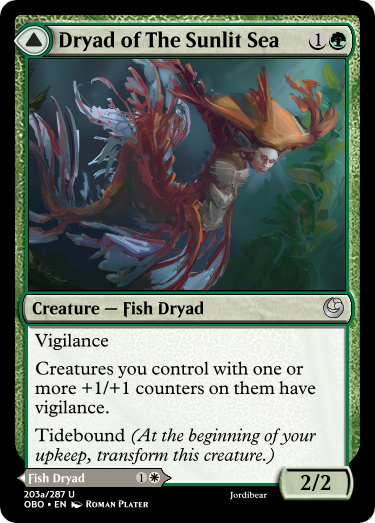 Dryad of The Sunlit Sea 1
Creature — Fish Dryad
Vigilance
Creatures you control with one or
more +1/+1 counters on them have
vigilance.
Tidebound (At the beginning of your
upkeep, transform this creature.)
Fish Dryad 1
2/2
203a/287 U
OBO • EN Roman Plater
Jordibear